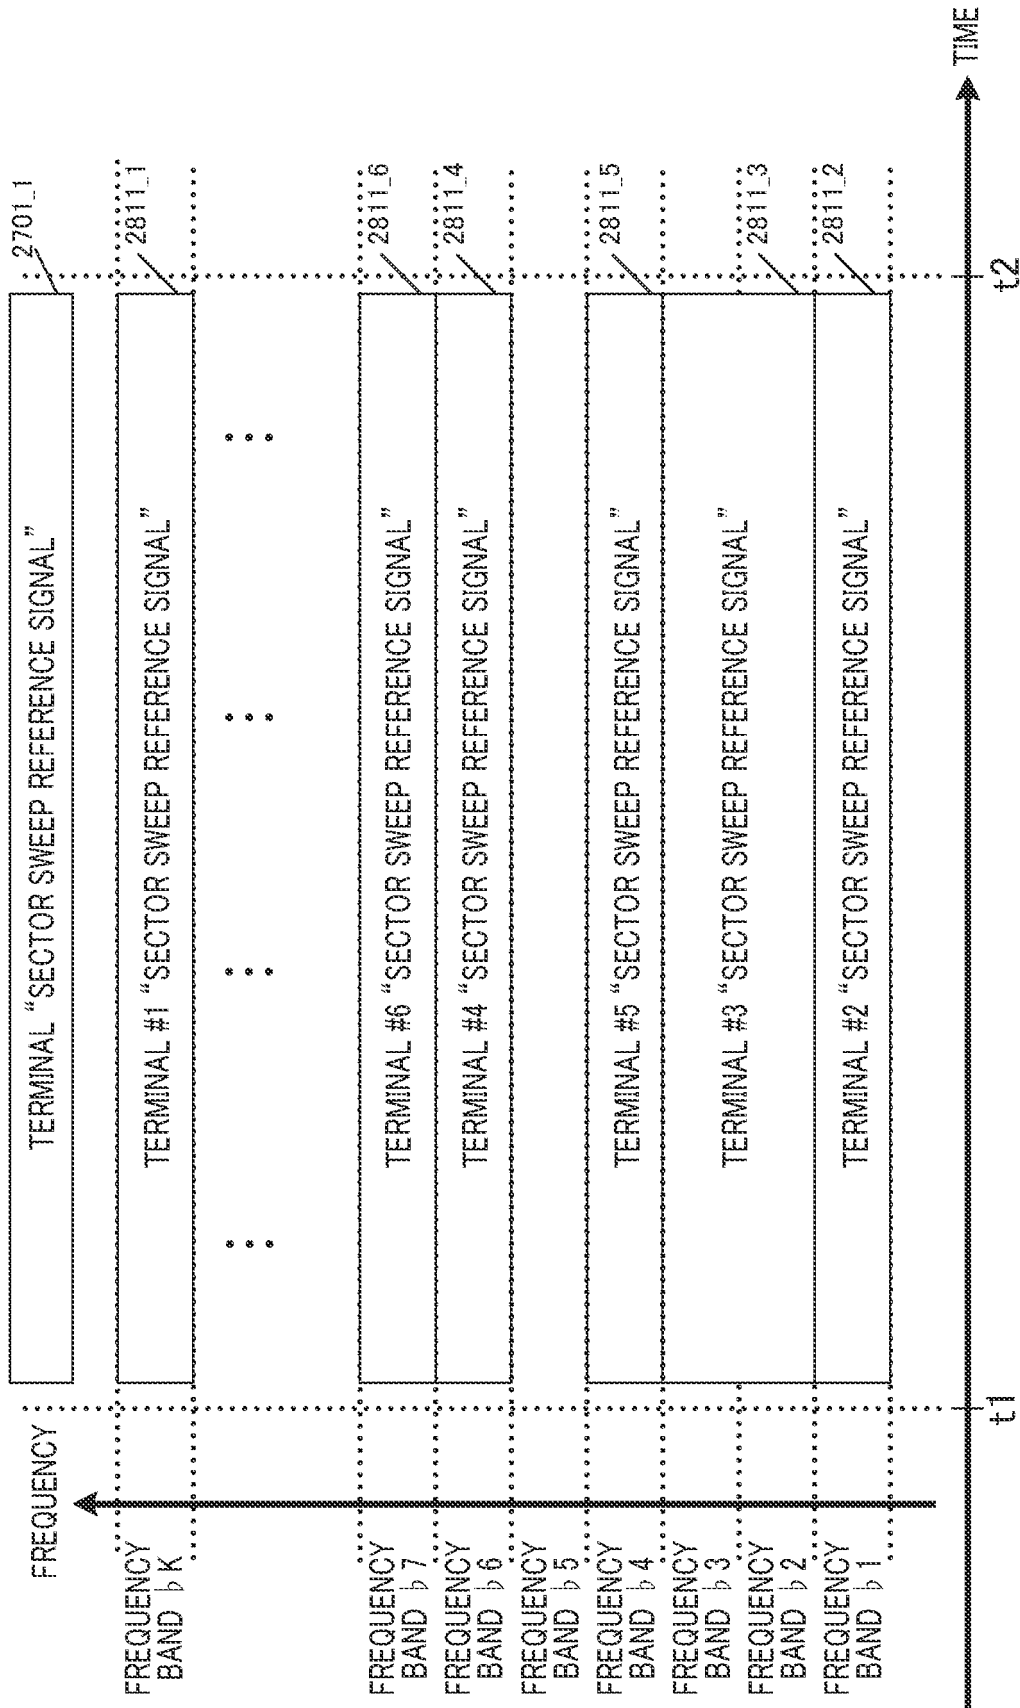 FREQUENCY
TERMINAL “SECTOR SWEEP REFERENCE SIGNAL”
2701_1
FREQUENCY
BAND ♭K
TERMINAL #1 “SECTOR SWEEP REFERENCE SIGNAL”
2811_1
FREQUENCY
BAND ♭7
TERMINAL #6 “SECTOR SWEEP REFERENCE SIGNAL”
2811_6
FREQUENCY
BAND ♭6
TERMINAL #4 “SECTOR SWEEP REFERENCE SIGNAL”
2811_4
FREQUENCY
BAND ♭5
FREQUENCY
BAND ♭4
TERMINAL #5 “SECTOR SWEEP REFERENCE SIGNAL”
2811_5
FREQUENCY
BAND ♭3
TERMINAL #3 “SECTOR SWEEP REFERENCE SIGNAL”
2811_3
FREQUENCY
BAND ♭2
FREQUENCY
BAND ♭1
TERMINAL #2 “SECTOR SWEEP REFERENCE SIGNAL”
2811_2
t1
t2
TIME